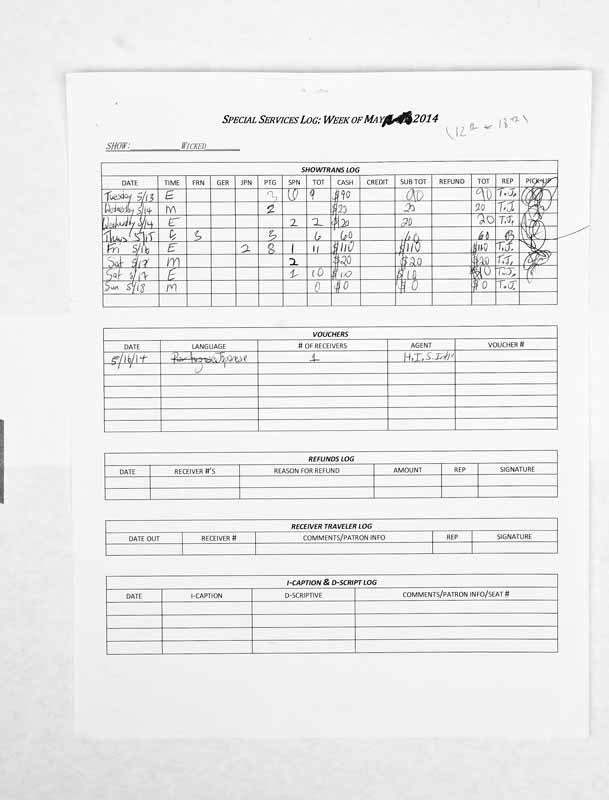 SPECIAL SERVICES LOG: WEEK OF MAY 2014
(12th to 18th)
SHOW: WICKED
SHOWTRANS LOG
DATE TIME FRN GER JPN PTG SPN TOT CASH CREDIT SUB TOT REFUND TOT REP PICK-UP
Tuesday 5/13 E 3 6 9 $90 90 90 T.J.
Wednesday 5/14 M 2 $20 20 20 T.J.
Wednesday 5/14 E 2 2 $20 20 20 T.J.
Thurs 5/15 E 3 3 6 60 60 60
Fri 5/16 E 2 8 1 11 $110 $110 $110 T.J.
Sat 5/17 M 2 $20 $20 $20 T.J.
Sat 5/17 E 1 10 $10 $10 $10 T.J.
Sun 5/18 M 0 $0 $0 $0 T.J.
VOUCHERS
DATE LANGUAGE # OF RECEIVERS AGENT VOUCHER #
5/16/14 1 H.I.S. Int'l
REFUNDS LOG
DATE RECEIVER #'S REASON FOR REFUND AMOUNT REP SIGNATURE
RECEIVER TRAVELER LOG
DATE OUT RECEIVER # COMMENTS/PATRON INFO REP SIGNATURE
I-CAPTION & D-SCRIPT LOG
DATE I-CAPTION D-SCRIPTIVE COMMENTS/PATRON INFO/SEAT #